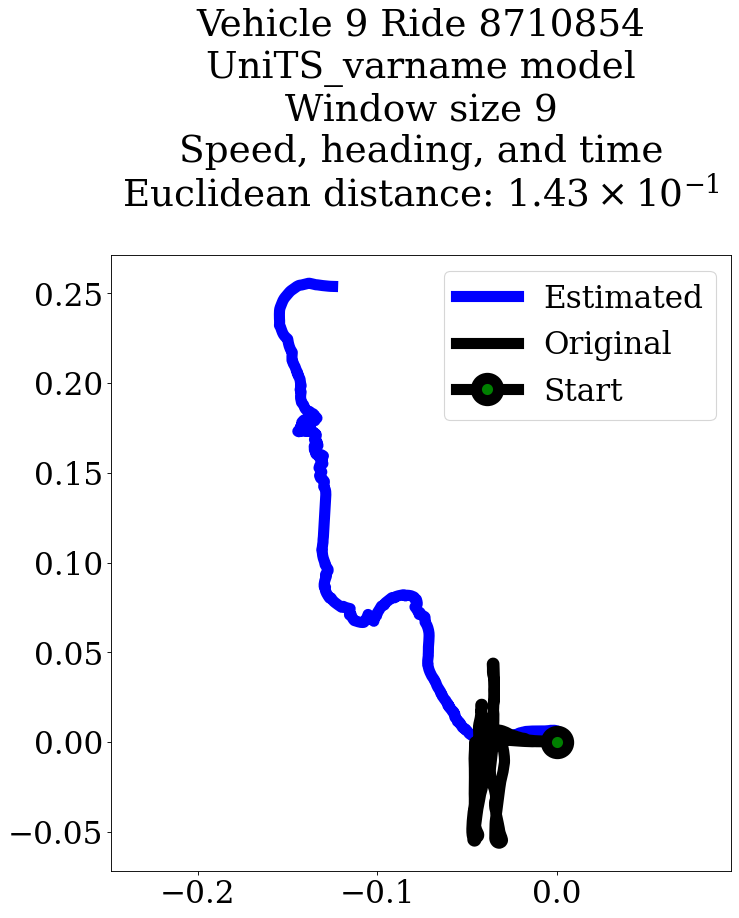 Vehicle 9 Ride 8710854
UniTS_varname model
Window size 9
Speed, heading, and time
Euclidean distance: 1.43 × 10⁻¹
Estimated
Original
Start
0.25
0.20
0.15
0.10
0.05
0.00
−0.05
−0.2
−0.1
0.0